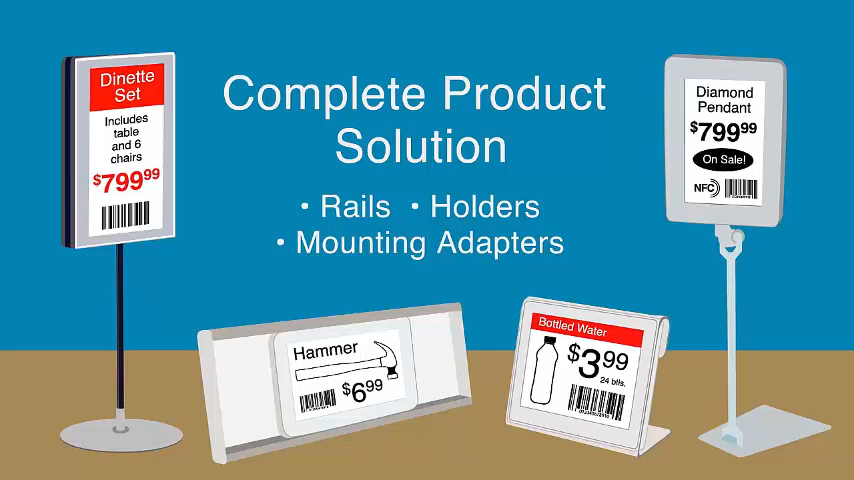 Complete Product
Solution
• Rails • Holders
• Mounting Adapters
Dinette
Set
Includes
table
and 6
chairs
$799.99
Diamond
Pendant
$799.99
On Sale!
NFC
Hammer
$6.99
Bottled Water
$3.99
24 btls.